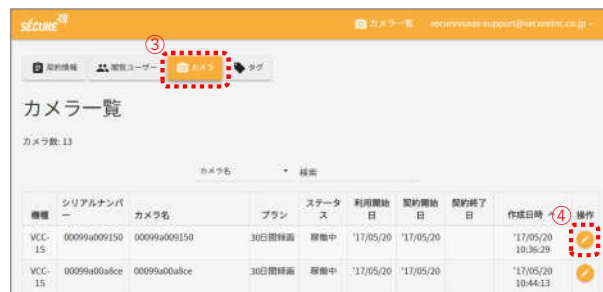 SECURE
カメラ一覧 securevsaas-support@secureinc.co.jp
③
契約情報 閲覧ユーザー カメラ タグ
カメラ一覧
カメラ数: 13
カメラ名 検索
機種 シリアルナンバー カメラ名 プラン ステータス 利用開始日 契約開始日 契約終了日 作成日時 操作
④
VCC-1S 00099a009150 00099a009150 30日間録画 稼働中 '17/05/20 '17/05/20 '17/05/20 10:36:29
VCC-1S 00099a00a8ce 00099a00a8ce 30日間録画 稼働中 '17/05/20 '17/05/20 '17/05/20 10:44:13